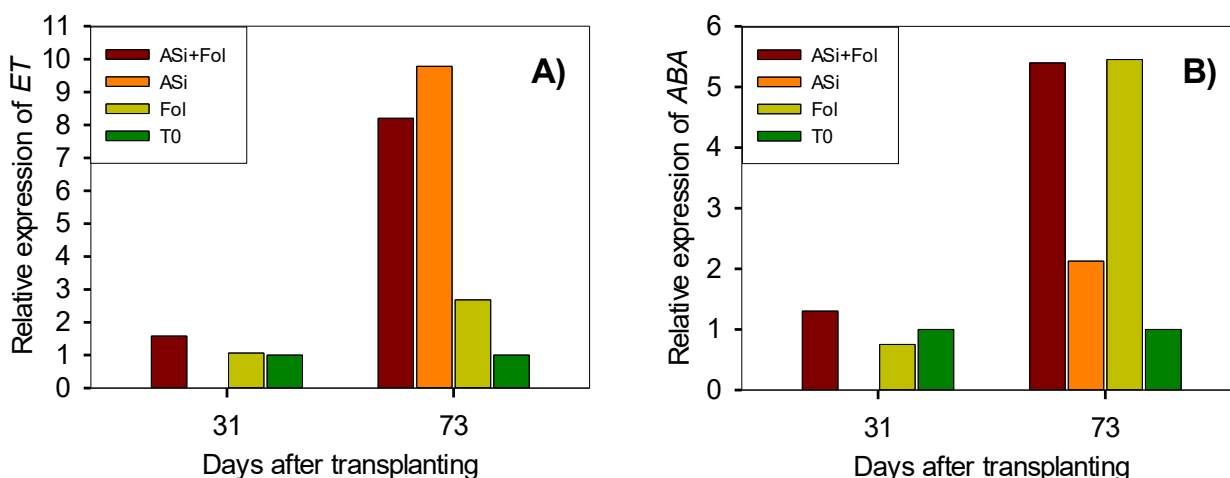 Relative expression of ET
11
10
9
8
7
6
5
4
3
2
1
0
ASi+Fol
ASi
Fol
T0
A)
31
73
Days after transplanting
Relative expression of ABA
6
5
4
3
2
1
0
ASi+Fol
ASi
Fol
T0
B)
31
73
Days after transplanting